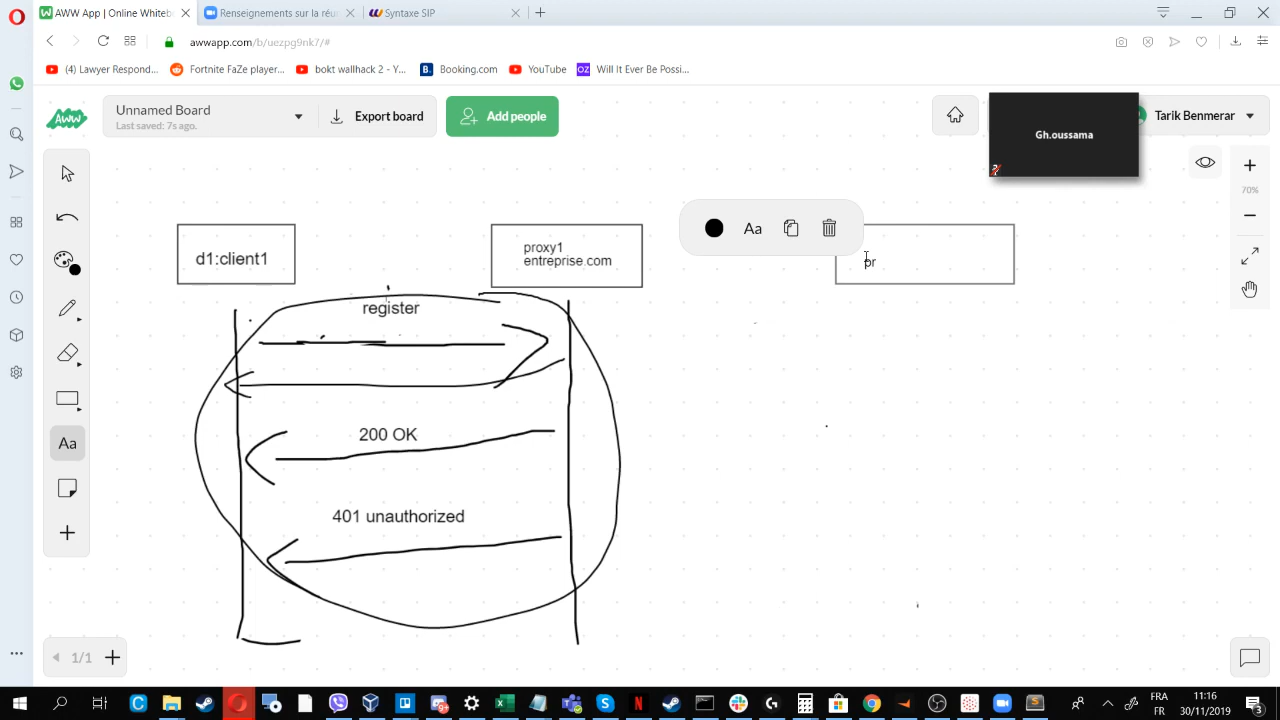 AWW App | Online Whiteb
Renseignements sur la réu
Syntaxe SIP
awwapp.com/b/uezpg9nk7/#
(4) Lawyer Respond...
Fortnite FaZe player...
bokt wallhack 2 - Y...
Booking.com
YouTube
Will It Ever Be Possi...
AWW
Unnamed Board
Last saved: 7s ago.
Export board
Add people
Gh.oussama
Tarik Benmerar
70%
Aa
d1:client1
proxy1
entreprise.com
pr
register
200 OK
401 unauthorized
Aa
1/1
FRA
FR
11:16
30/11/2019
3